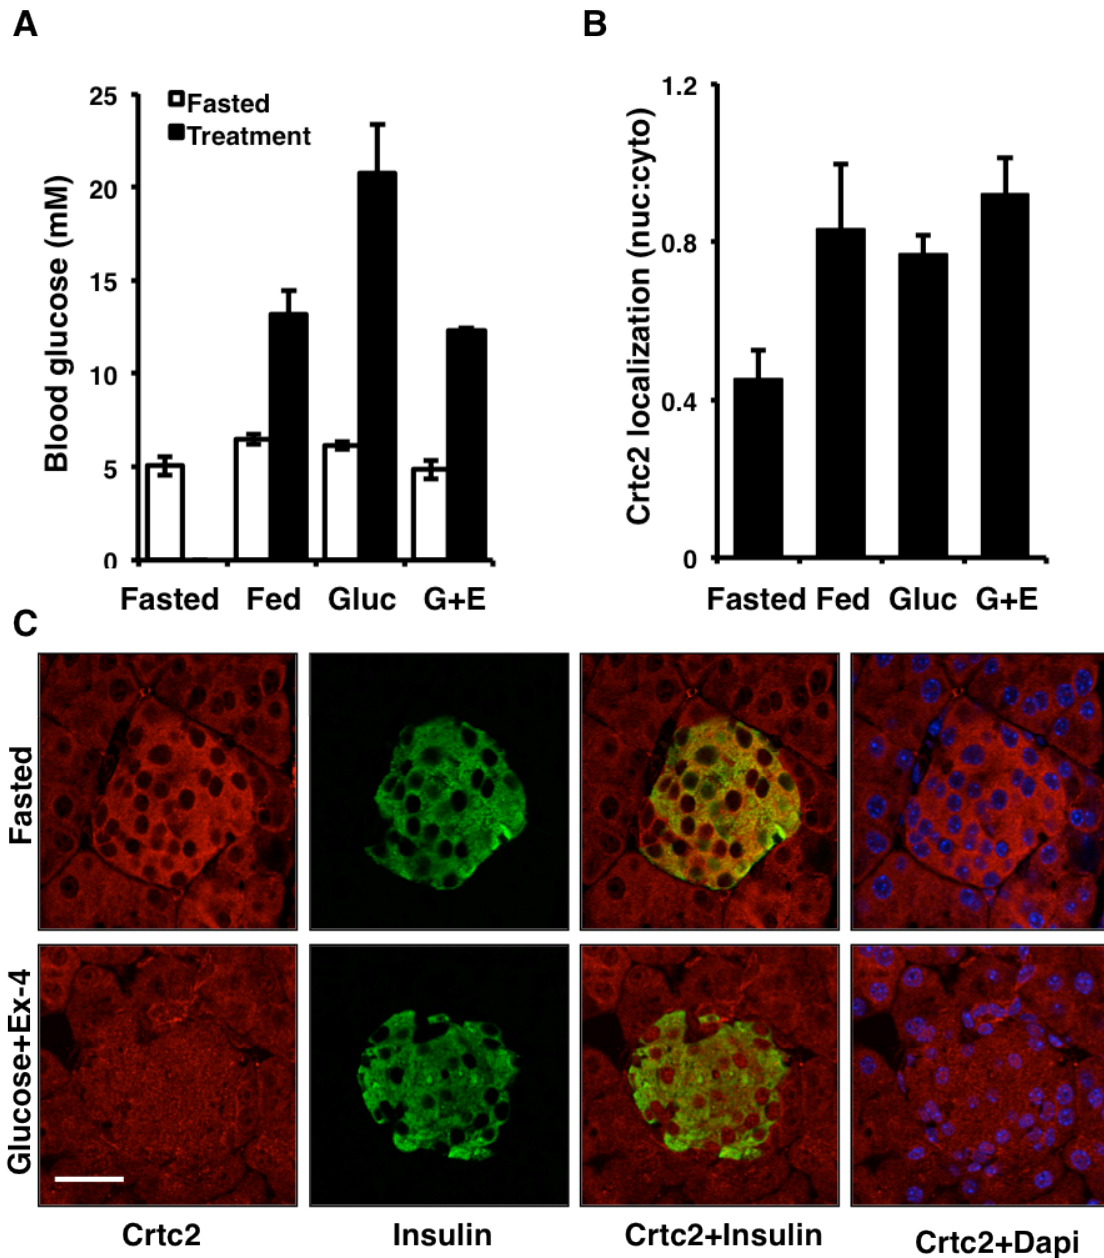 A
25
20
15
10
5
0
Blood glucose (mM)
Fasted
Treatment
Fasted Fed Gluc G+E
B
1.2
0.8
0.4
0
Crtc2 localization (nuc:cyto)
Fasted Fed Gluc G+E
C
Fasted
Glucose+Ex-4
Crtc2 Insulin Crtc2+Insulin Crtc2+Dapi